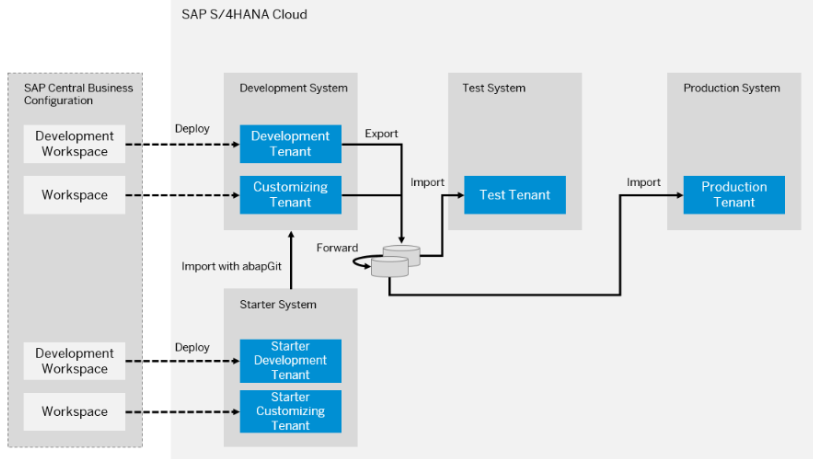 SAP S/4HANA Cloud
SAP Central Business
Configuration
Development System
Test System
Production System
Development
Workspace
Deploy
Development
Tenant
Export
Workspace
Customizing
Tenant
Import
Test Tenant
Import
Production
Tenant
Forward
Import with abapGit
Starter System
Development
Workspace
Deploy
Starter
Development
Tenant
Workspace
Starter
Customizing
Tenant